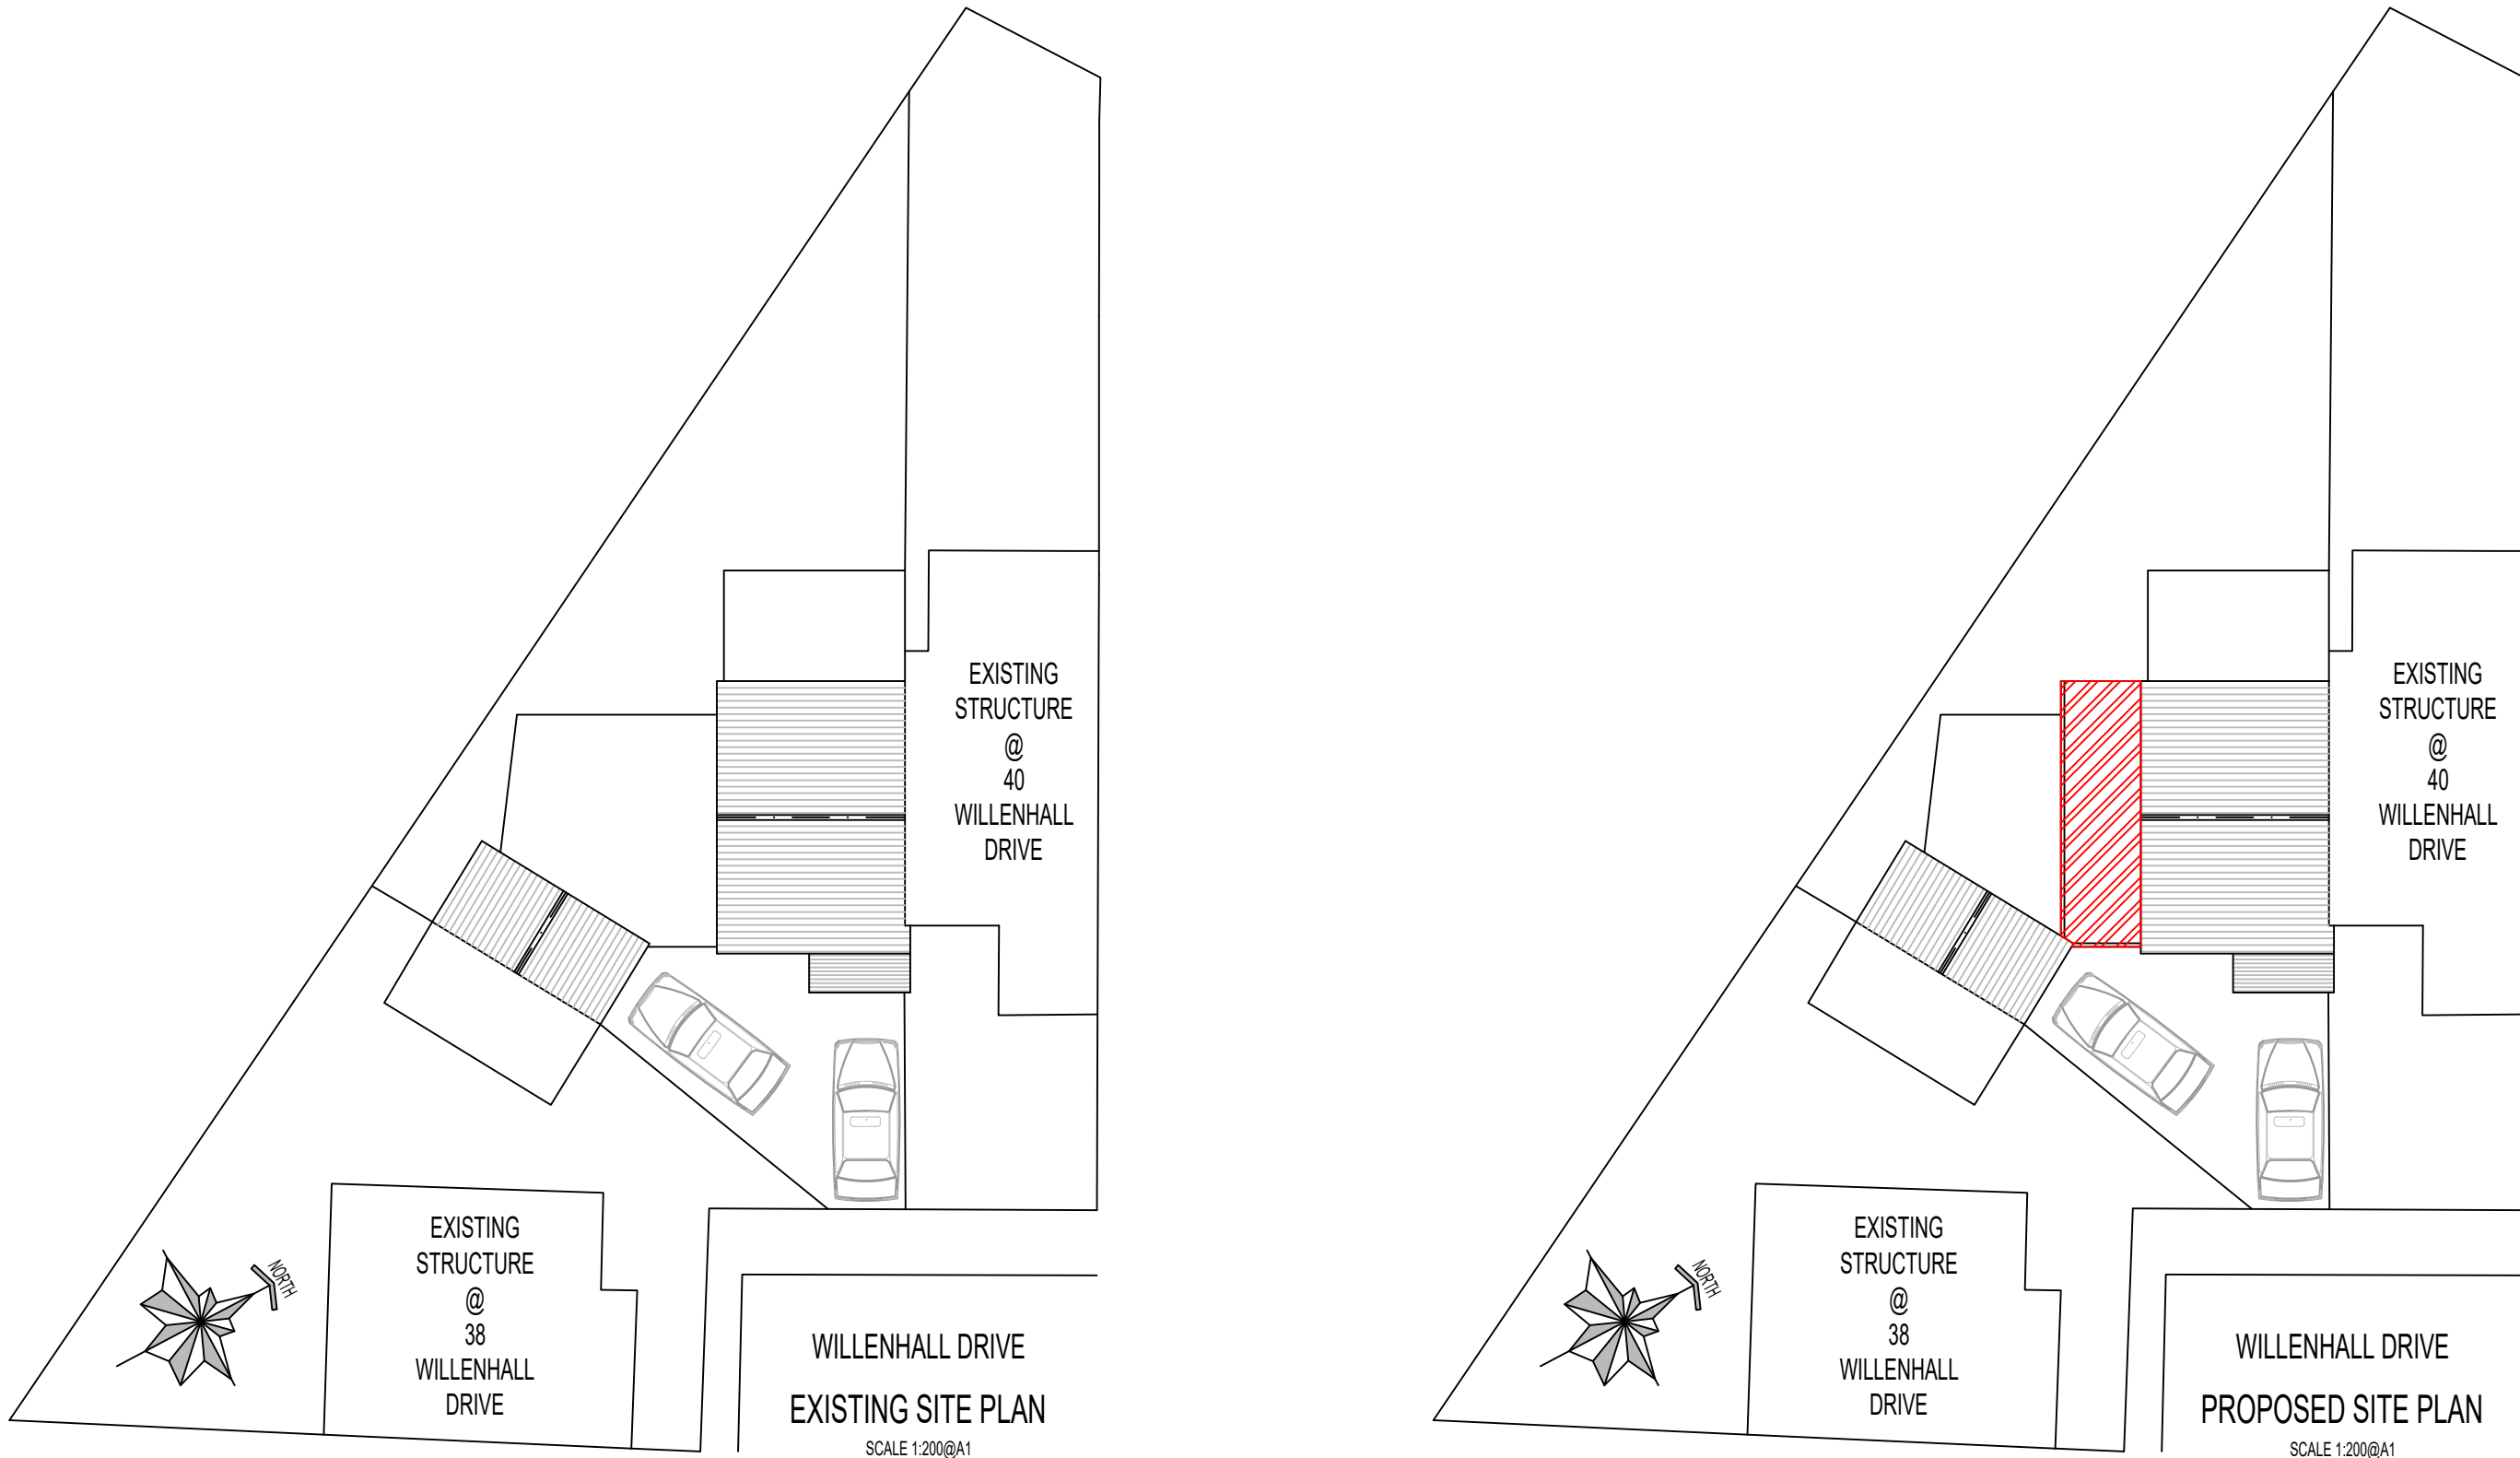 EXISTING
STRUCTURE
@
40
WILLENHALL
DRIVE
EXISTING
STRUCTURE
@
38
WILLENHALL
DRIVE
NORTH
WILLENHALL DRIVE
EXISTING SITE PLAN
SCALE 1:200@A1
EXISTING
STRUCTURE
@
40
WILLENHALL
DRIVE
EXISTING
STRUCTURE
@
38
WILLENHALL
DRIVE
NORTH
WILLENHALL DRIVE
PROPOSED SITE PLAN
SCALE 1:200@A1